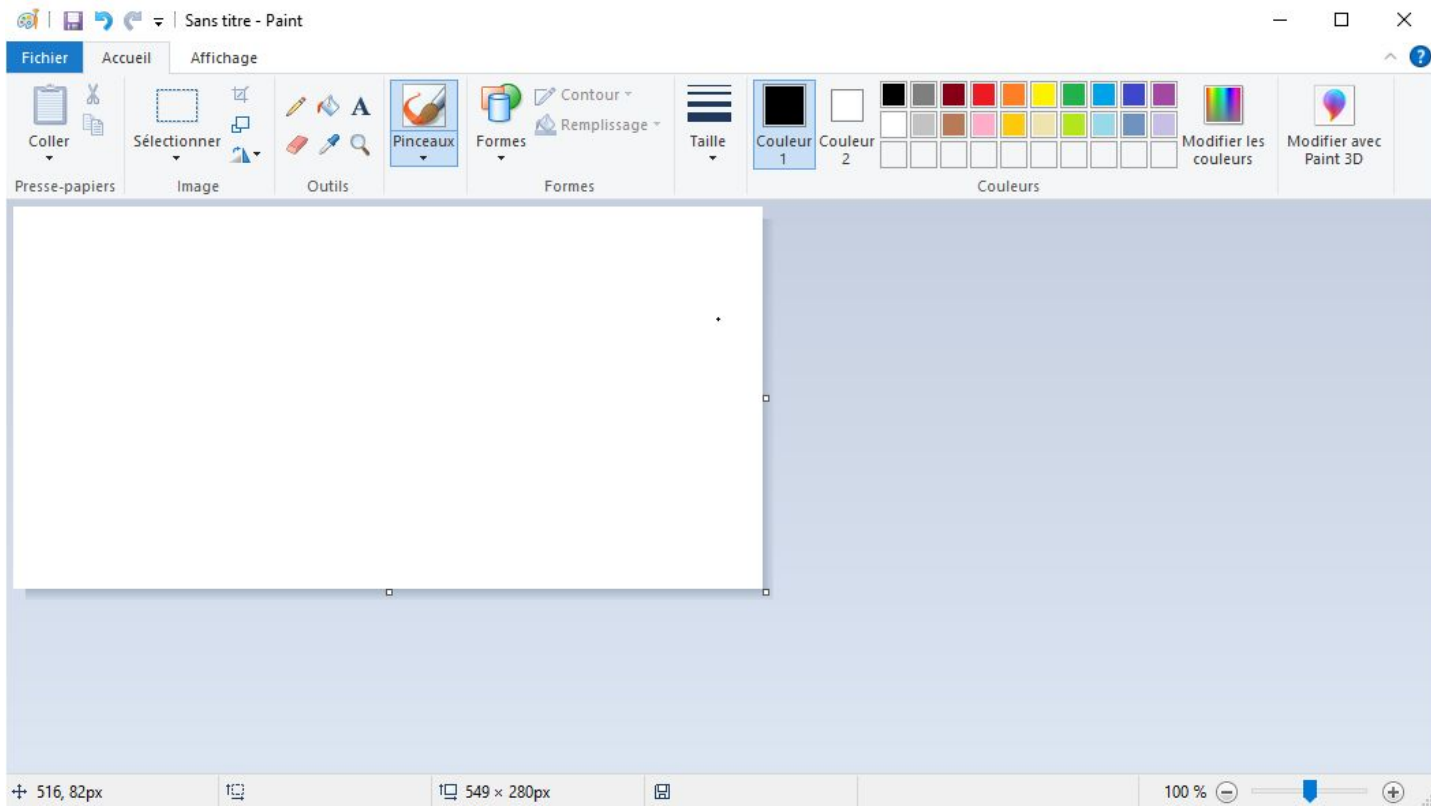 Sans titre - Paint
Fichier Accueil Affichage
Coller
Sélectionner
A
Pinceaux
Formes
Contour
Remplissage
Taille
Couleur 1
Couleur 2
Modifier les couleurs
Modifier avec Paint 3D
Presse-papiers Image Outils Formes Couleurs
516, 82px 549 × 280px 100 %